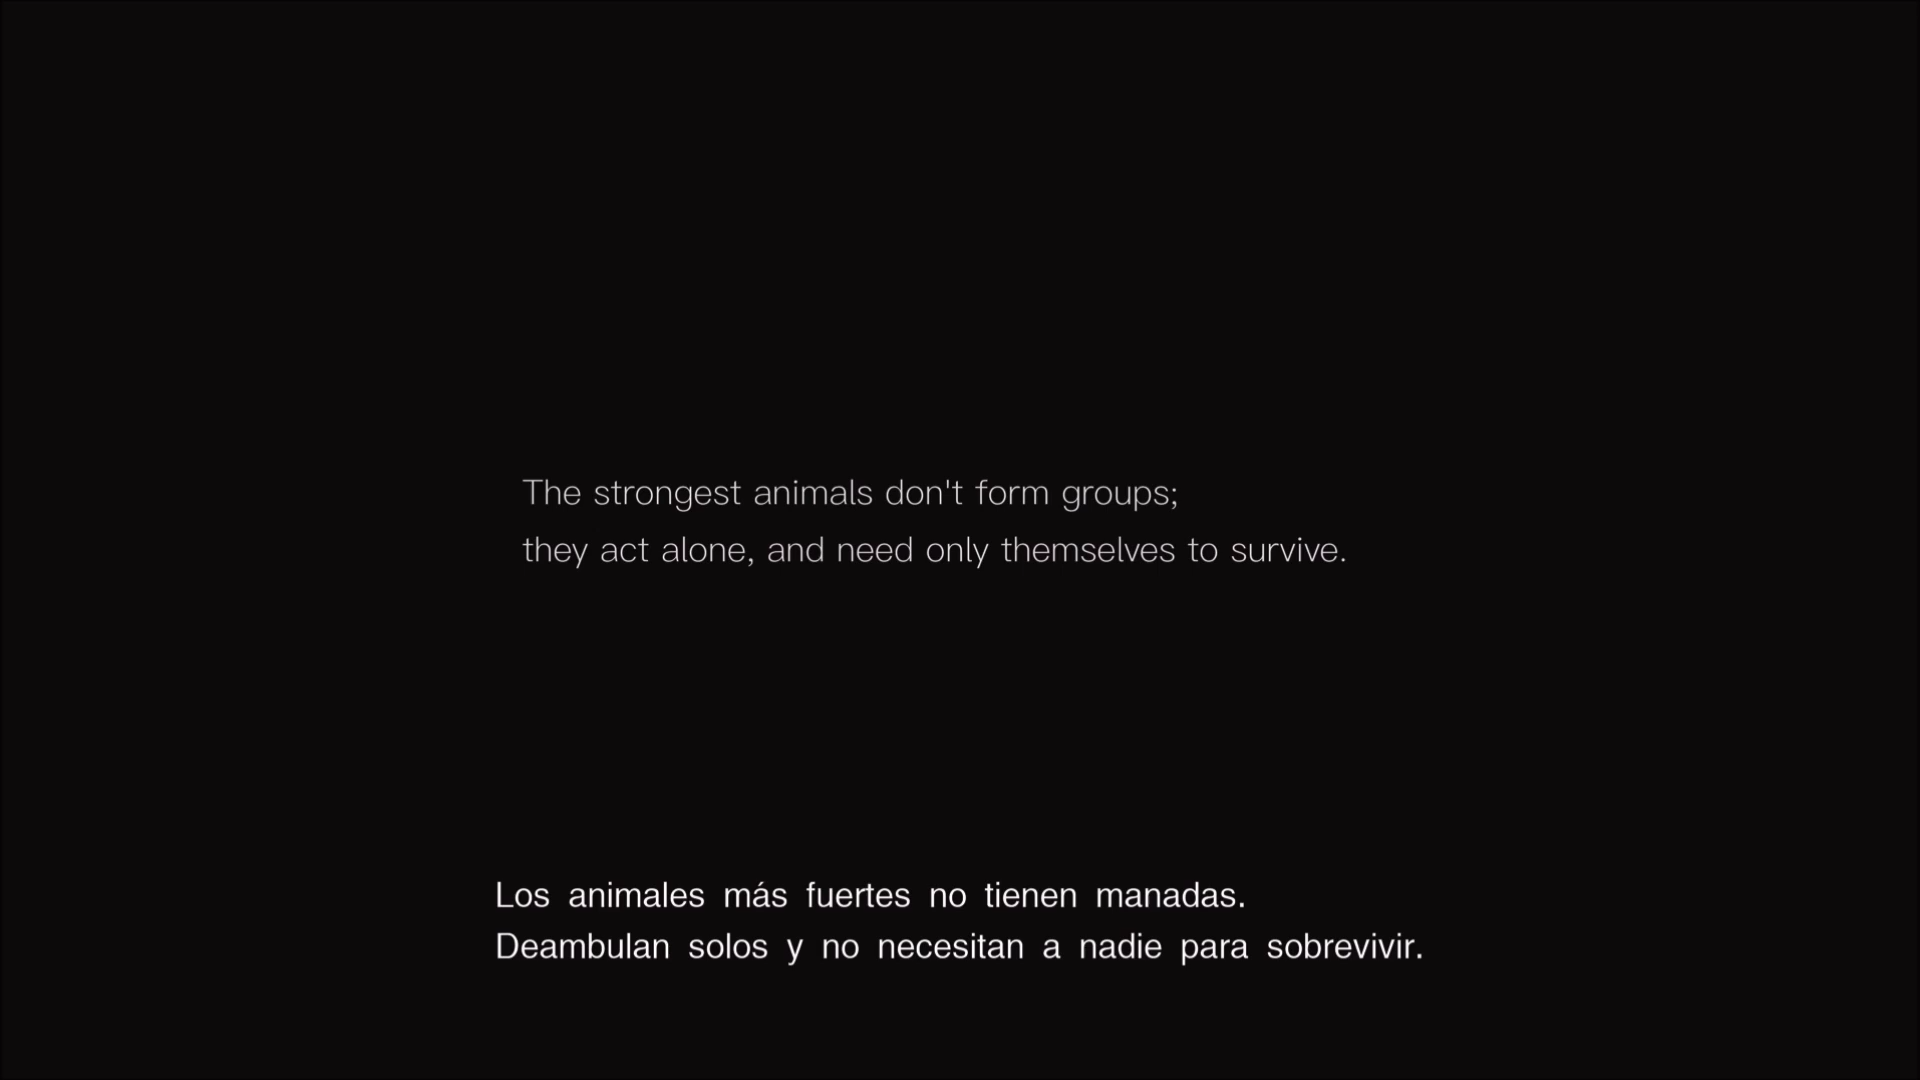 The strongest animals don't form groups;
they act alone, and need only themselves to survive.
Los animales más fuertes no tienen manadas.
Deambulan solos y no necesitan a nadie para sobrevivir.